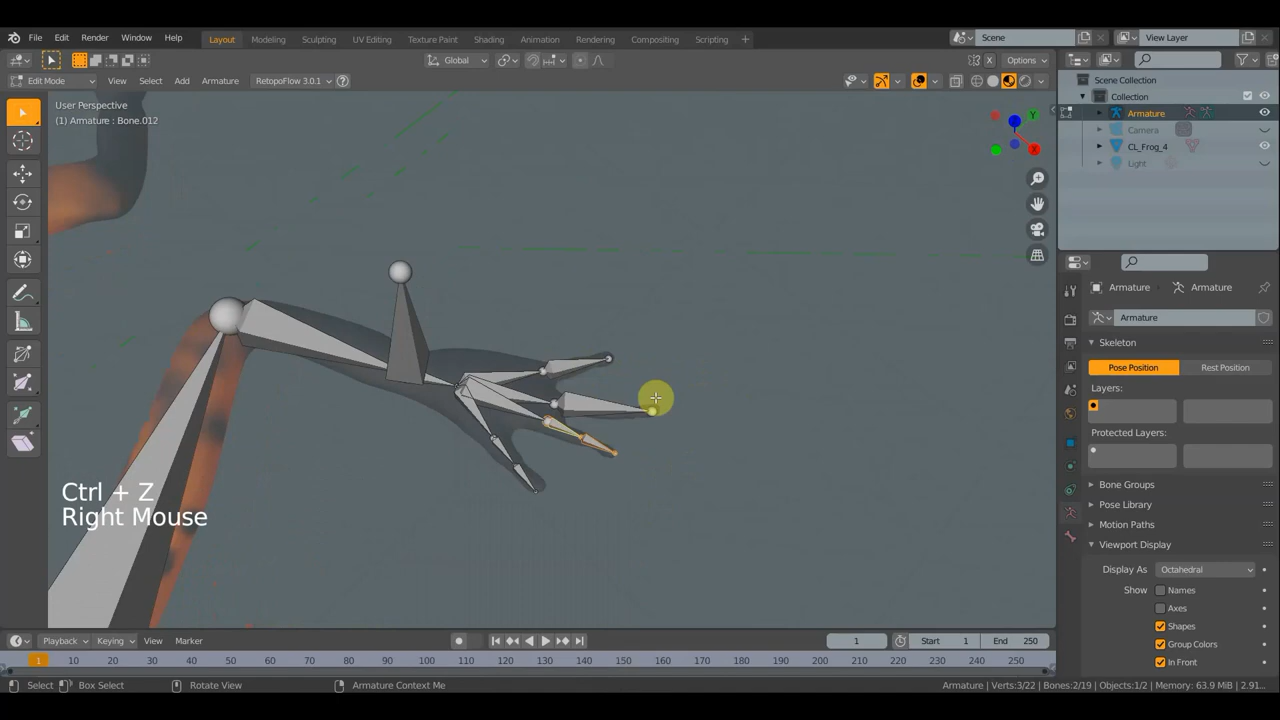 File Edit Render Window Help Layout Modeling Sculpting UV Editing Texture Paint Shading Animation Rendering Compositing Scripting + Scene View Layer
Global Options
Edit Mode View Select Add Armature RetopoFlow 3.0.1
Scene Collection
Collection
Armature
Camera
CL_Frog_4
Light
User Perspective
(1) Armature : Bone.012
Z
Y
X
Armature > Armature
Armature
Skeleton
Pose Position Rest Position
Layers:
Protected Layers:
Bone Groups
Pose Library
Motion Paths
Viewport Display
Display As Octahedral
Show Names
Axes
Shapes
Group Colors
In Front
Ctrl + Z
Right Mouse
Playback Keying View Marker 1 Start 1 End 250
1 10 20 30 40 50 60 70 80 90 100 110 120 130 140 150 160 170 180 190 200 210 220 230 240 250
Select Box Select Rotate View Armature Context Me Armature | Verts:3/22 | Bones:2/19 | Objects:1/2 | Memory: 63.9 MiB | 2.91...